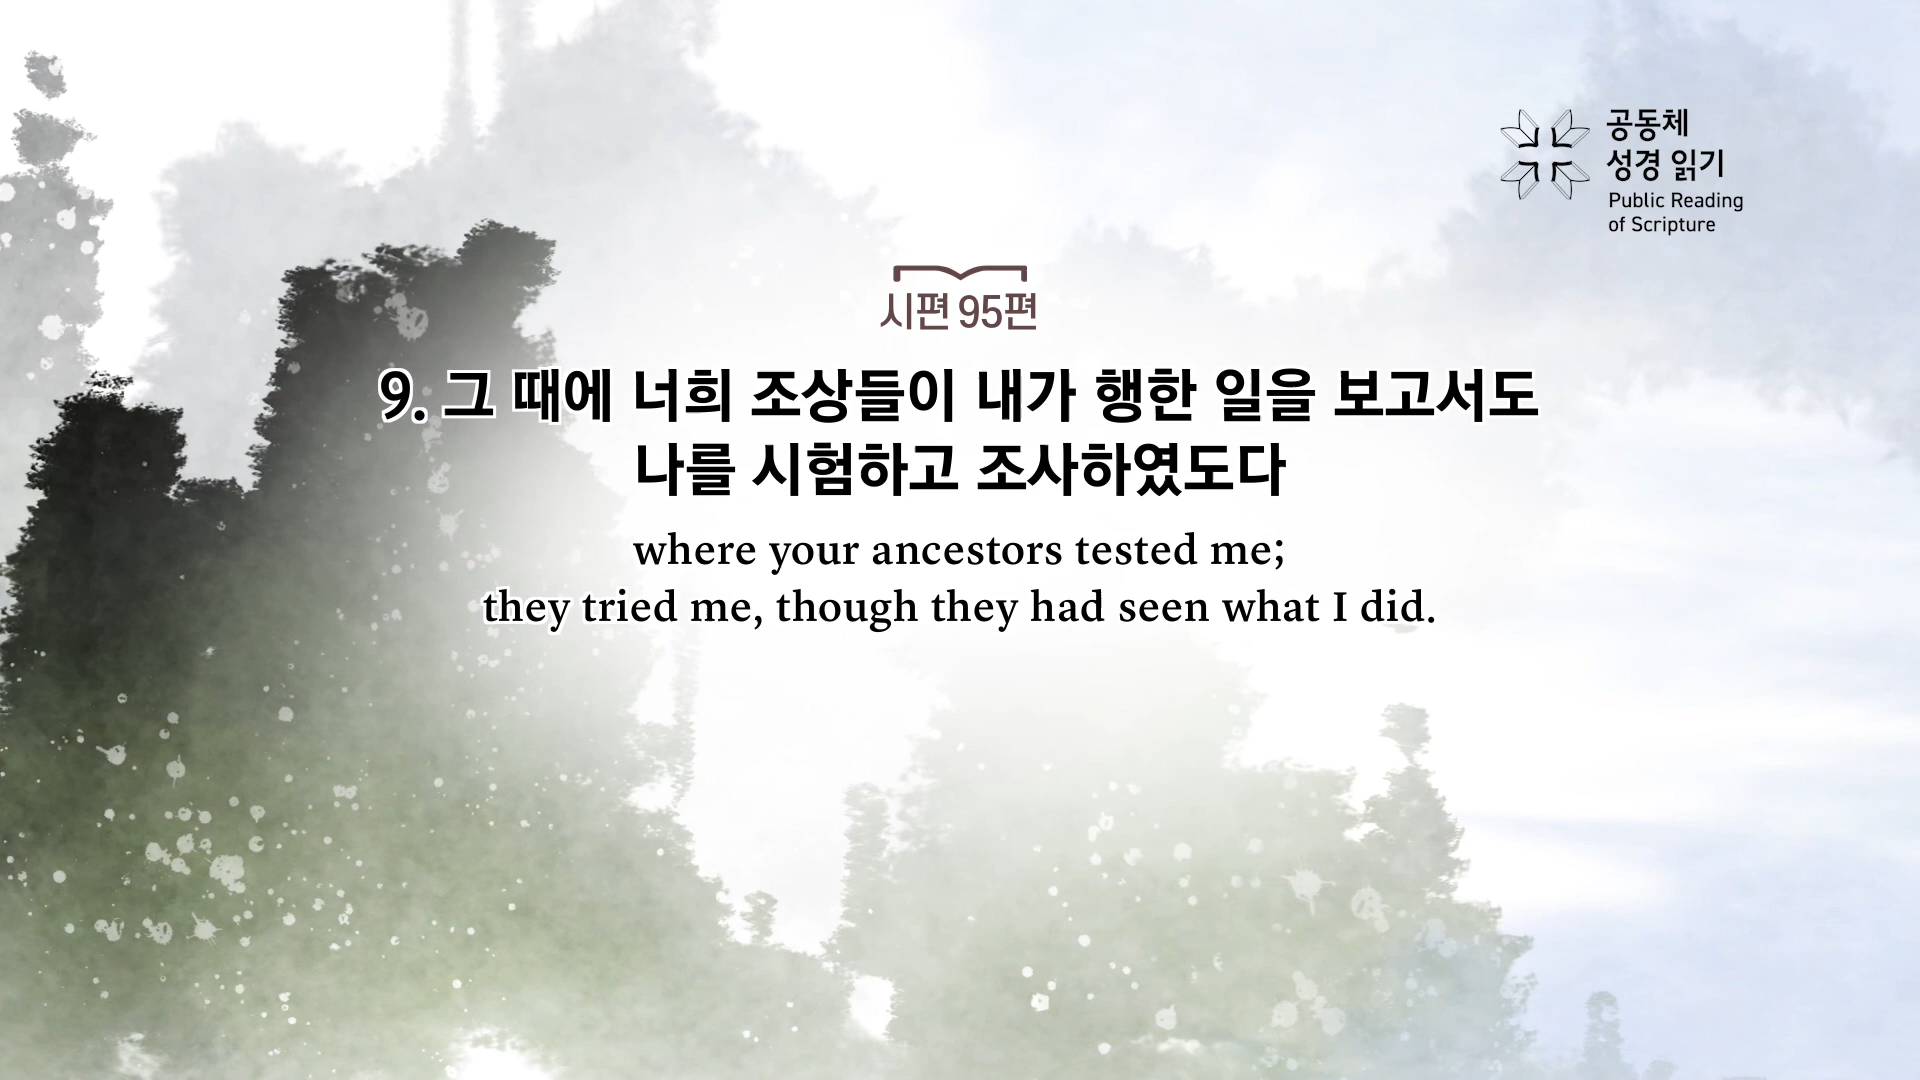 공동체
성경 읽기
Public Reading
of Scripture
시편 95편
9. 그 때에 너희 조상들이 내가 행한 일을 보고서도
나를 시험하고 조사하였도다
where your ancestors tested me;
they tried me, though they had seen what I did.